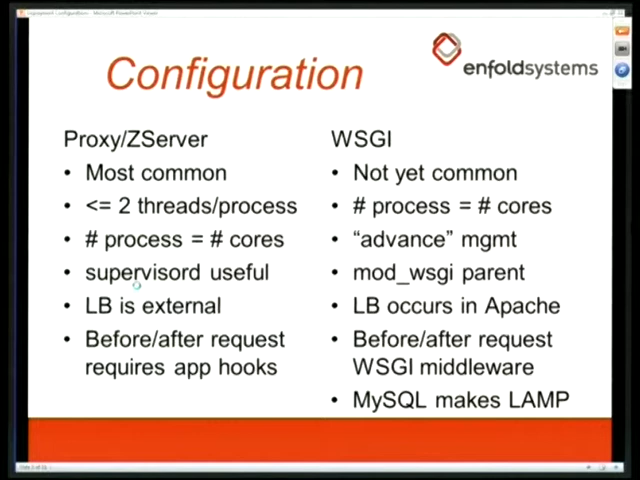 Configuration
enfoldsystems
Proxy/ZServer
• Most common
• <= 2 threads/process
• # process = # cores
• supervisord useful
• LB is external
• Before/after request
requires app hooks
WSGI
• Not yet common
• # process = # cores
• “advance” mgmt
• mod_wsgi parent
• LB occurs in Apache
• Before/after request
WSGI middleware
• MySQL makes LAMP